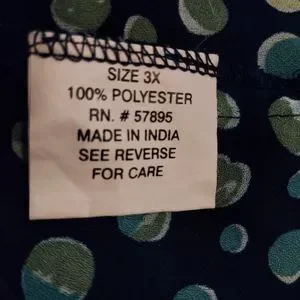 SIZE 3X
100% POLYESTER
RN. # 57895
MADE IN INDIA
SEE REVERSE
FOR CARE